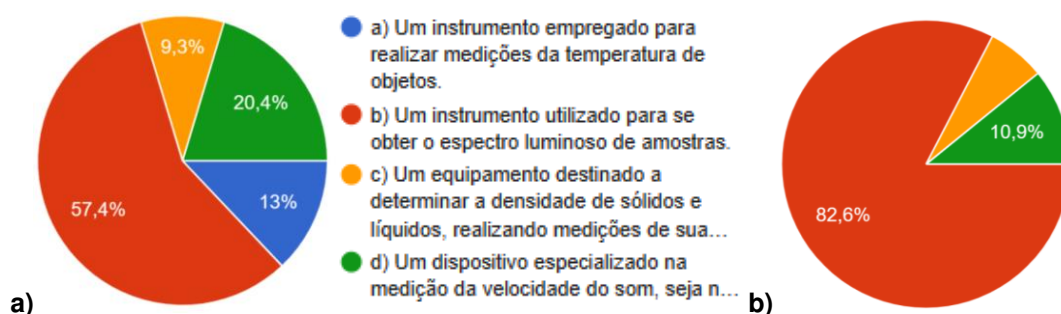 9,3%
20,4%
57,4%
13%
a)
a) Um instrumento empregado para
realizar medições da temperatura de
objetos.
b) Um instrumento utilizado para se
obter o espectro luminoso de amostras.
c) Um equipamento destinado a
determinar a densidade de sólidos e
líquidos, realizando medições de sua...
d) Um dispositivo especializado na
medição da velocidade do som, seja n...
10,9%
82,6%
b)